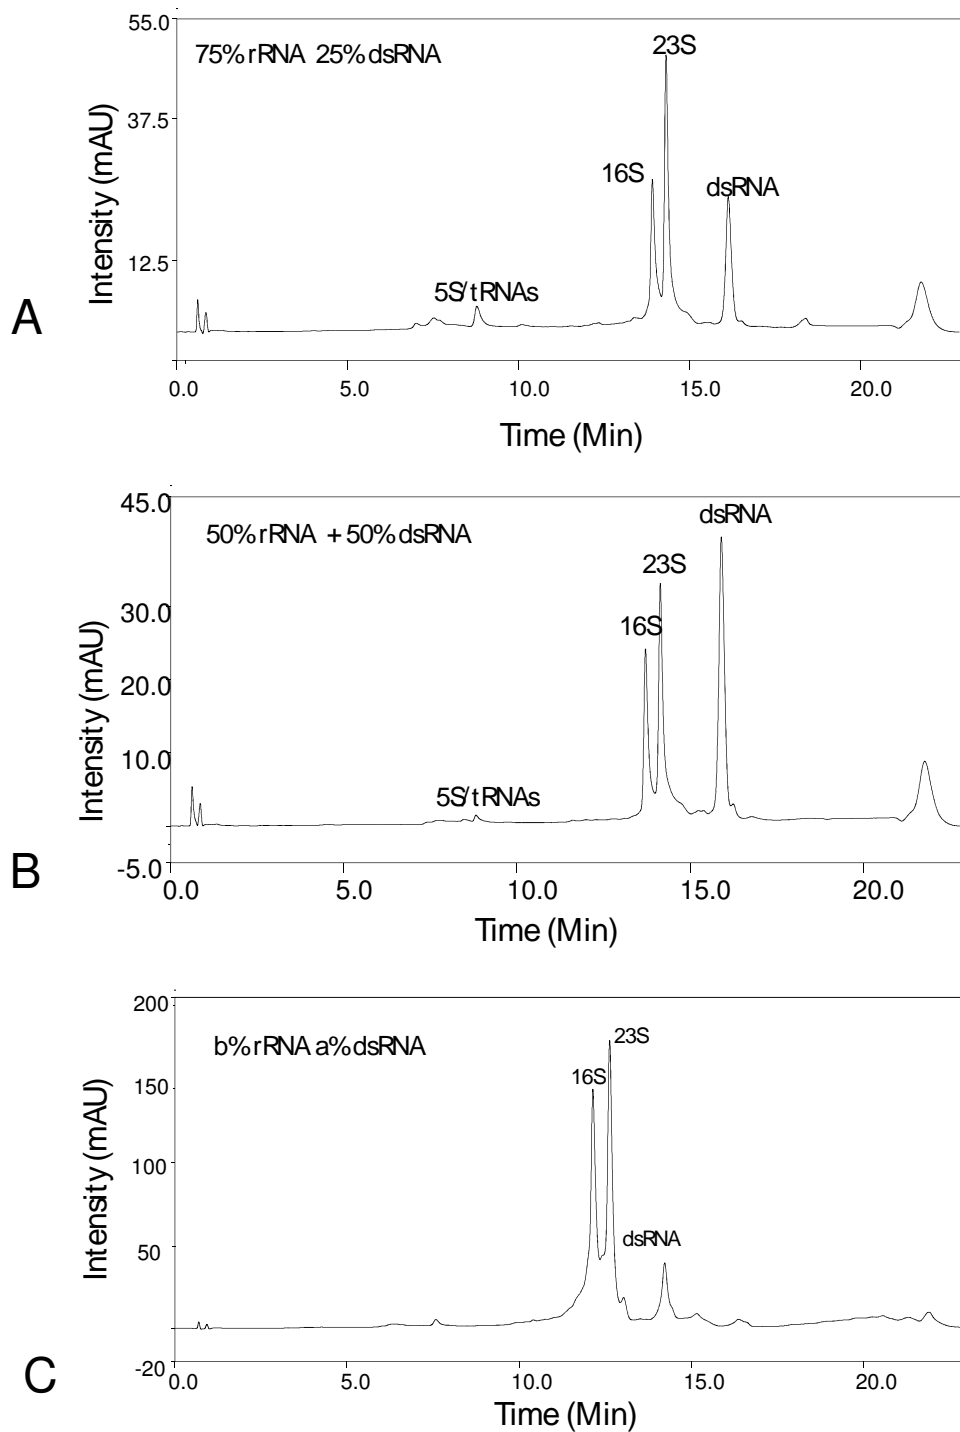 55.0
75% rRNA 25% dsRNA
23S
37.5
16S
dsRNA
12.5
5S/tRNAs
Intensity (mAU)
A
0.0 5.0 10.0 15.0 20.0
Time (Min)
45.0
dsRNA
50% rRNA + 50% dsRNA
23S
30.0
16S
20.0
10.0
5S/tRNAs
Intensity (mAU)
B
-5.0
0.0 5.0 10.0 15.0 20.0
Time (Min)
200
b% rRNA a% dsRNA
23S
16S
150
100
50
dsRNA
Intensity (mAU)
C
-20
0.0 5.0 10.0 15.0 20.0
Time (Min)